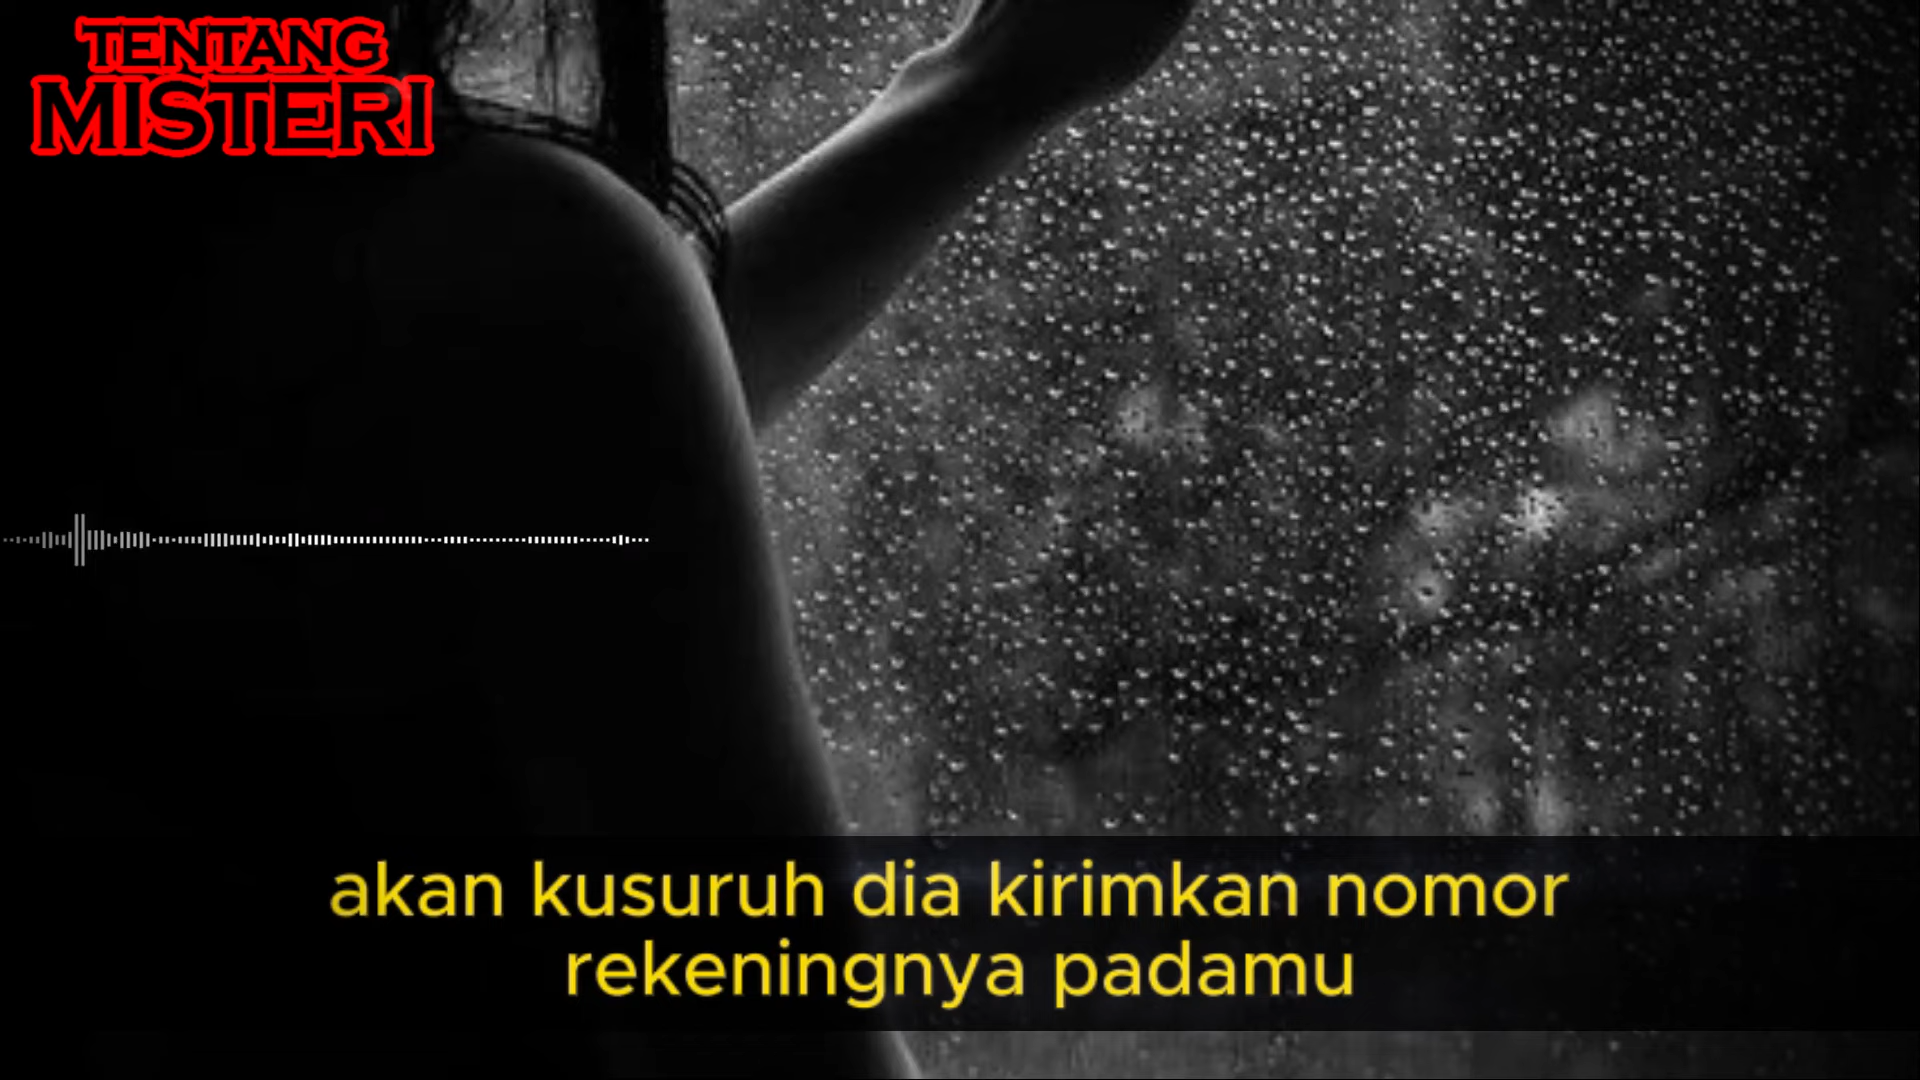 TENTANG
MISTERI
akan kusuruh dia kirimkan nomor
rekeningnya padamu